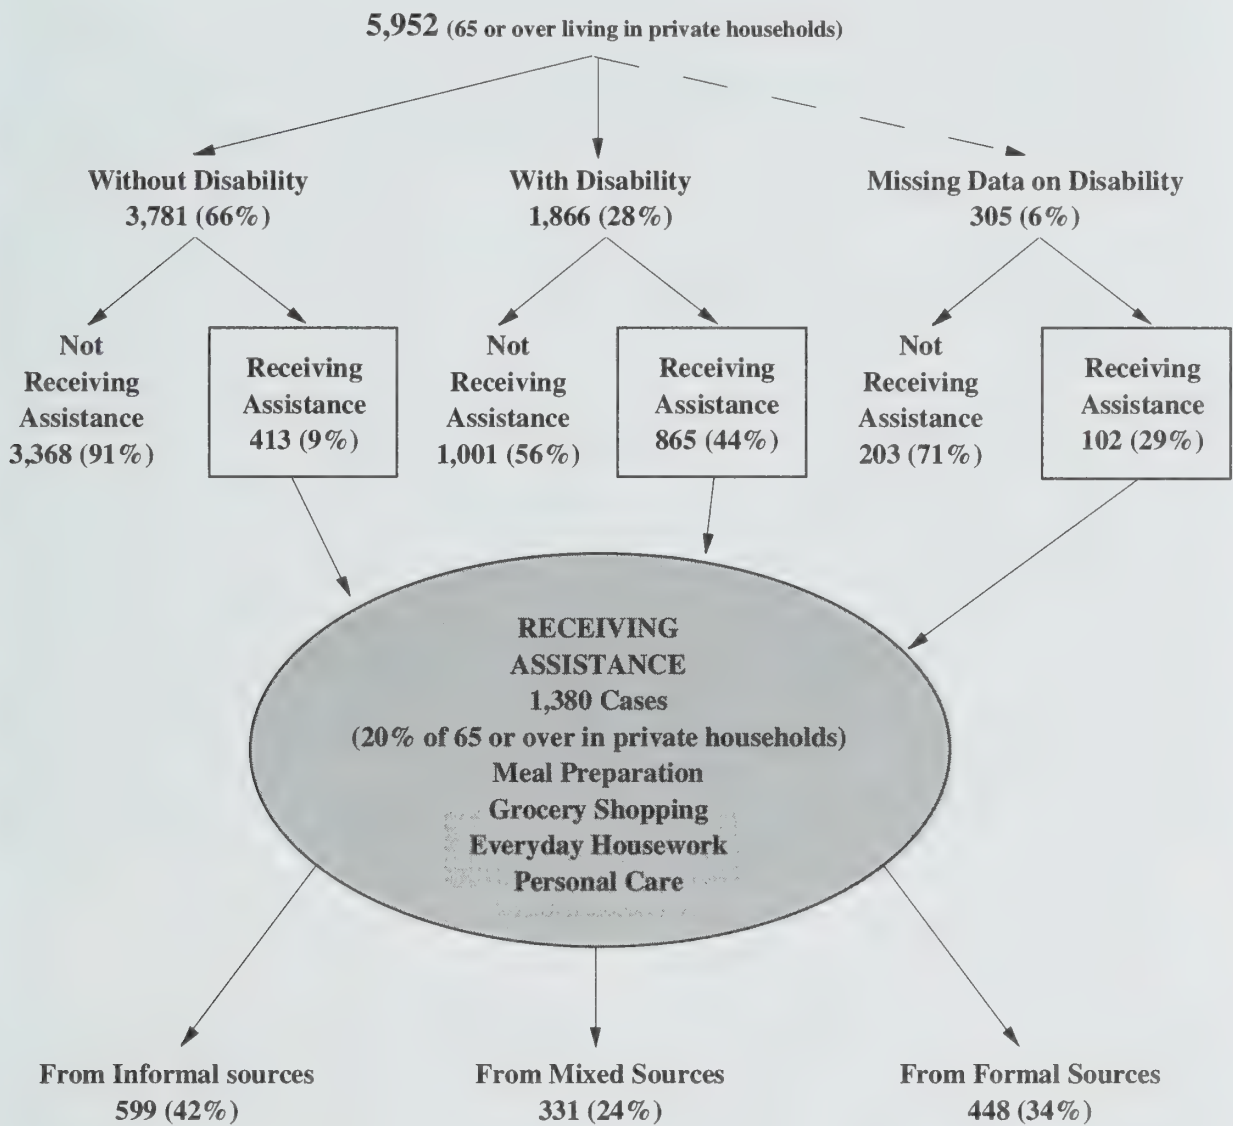 5,952 (65 or over living in private households)
Without Disability
3,781 (66%)
With Disability
1,866 (28%)
Missing Data on Disability
305 (6%)
Not
Receiving
Assistance
3,368 (91%)
Receiving
Assistance
413 (9%)
Not
Receiving
Assistance
1,001 (56%)
Receiving
Assistance
865 (44%)
Not
Receiving
Assistance
203 (71%)
Receiving
Assistance
102 (29%)
RECEIVING
ASSISTANCE
1,380 Cases
(20% of 65 or over in private households)
Meal Preparation
Grocery Shopping
Everyday Housework
Personal Care
From Informal sources
599 (42%)
From Mixed Sources
331 (24%)
From Formal Sources
448 (34%)